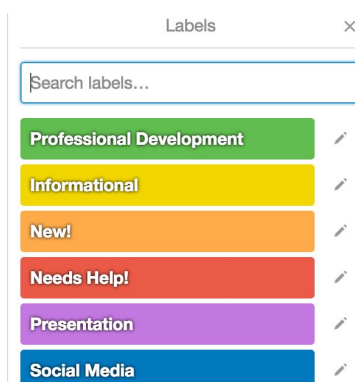 Labels
Search labels...
Professional Development
Informational
New!
Needs Help!
Presentation
Social Media